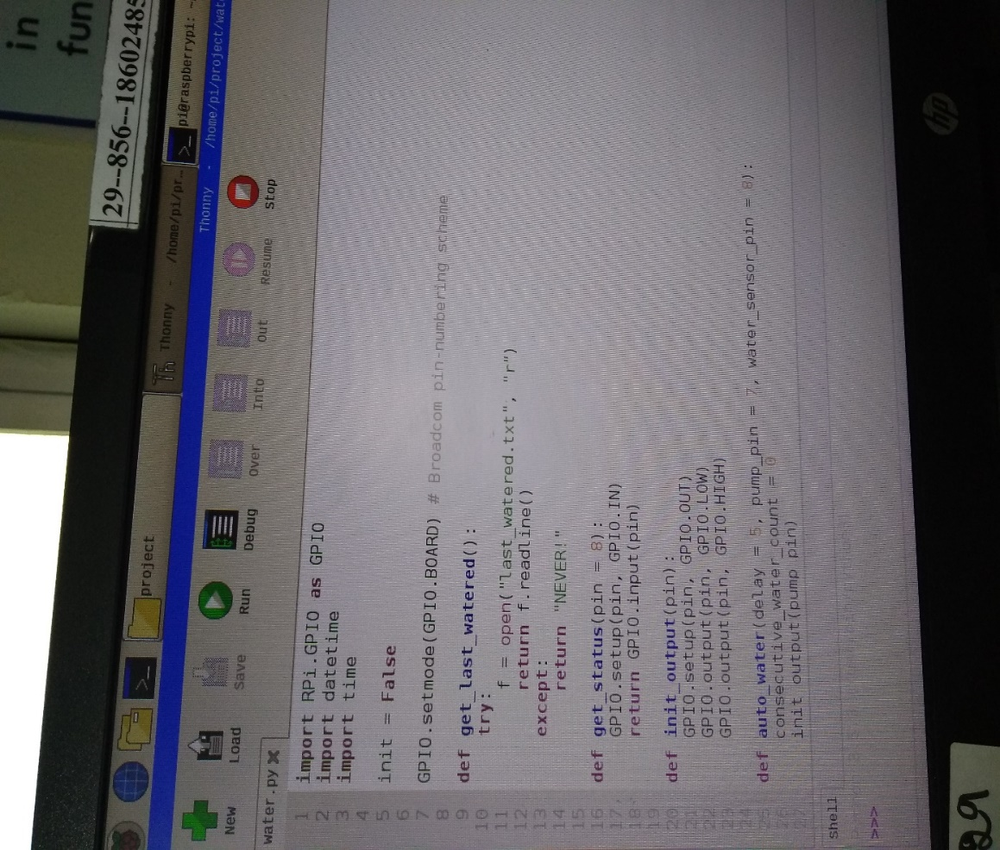 in
fun
29--856--18602485
project
Thonny - /home/pi/pr…
pi@raspberrypi: ~
Thonny - /home/pi/project/wat
New
Load
Save
Run
Debug
Over
Into
Out
Resume
Stop
water.py ×
1 import RPi.GPIO as GPIO
2 import datetime
3 import time
4
5 init = False
6
7 GPIO.setmode(GPIO.BOARD) # Broadcom pin-numbering scheme
8
9 def get_last_watered():
10 try:
11 f = open("last_watered.txt", "r")
12 return f.readline()
13 except:
14 return "NEVER!"
15
16 def get_status(pin = 8):
17 GPIO.setup(pin, GPIO.IN)
18 return GPIO.input(pin)
19
20 def init_output(pin):
21 GPIO.setup(pin, GPIO.OUT)
22 GPIO.output(pin, GPIO.LOW)
23 GPIO.output(pin, GPIO.HIGH)
24
25 def auto_water(delay = 5, pump_pin = 7, water_sensor_pin = 8):
consecutive_water_count = 0
init_output(pump_pin)
Shell
>>>
hp
29